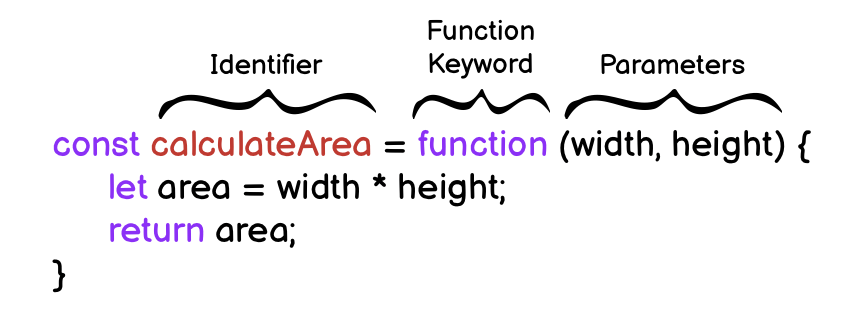 Function
Identifier Keyword Parameters
const calculateArea = function (width, height) {
let area = width * height;
return area;
}